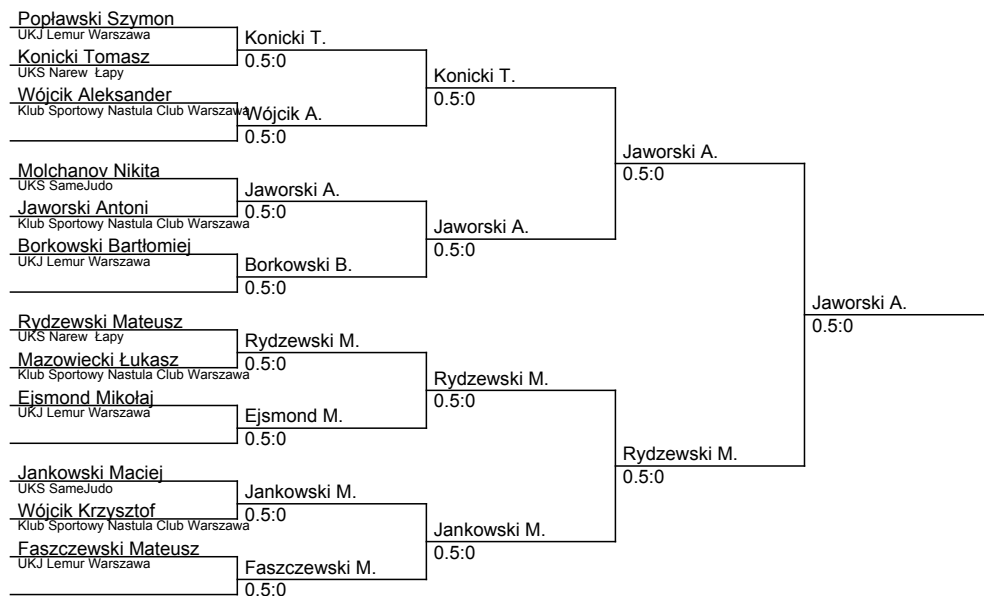 Popławski Szymon
UKJ Lemur Warszawa
Konicki T.
0.5:0
Konicki Tomasz
UKS Narew Łapy
Konicki T.
0.5:0
Wójcik Aleksander
Klub Sportowy Nastula Club Warszawa
Wójcik A.
0.5:0
Jaworski A.
0.5:0
Molchanov Nikita
UKS SameJudo
Jaworski A.
0.5:0
Jaworski Antoni
Klub Sportowy Nastula Club Warszawa
Jaworski A.
0.5:0
Borkowski Bartłomiej
UKJ Lemur Warszawa
Borkowski B.
0.5:0
Jaworski A.
0.5:0
Rydzewski Mateusz
UKS Narew Łapy
Rydzewski M.
0.5:0
Mazowiecki Łukasz
Klub Sportowy Nastula Club Warszawa
Rydzewski M.
0.5:0
Ejsmond Mikołaj
UKJ Lemur Warszawa
Ejsmond M.
0.5:0
Rydzewski M.
0.5:0
Jankowski Maciej
UKS SameJudo
Jankowski M.
0.5:0
Wójcik Krzysztof
Klub Sportowy Nastula Club Warszawa
Jankowski M.
0.5:0
Faszczewski Mateusz
UKJ Lemur Warszawa
Faszczewski M.
0.5:0